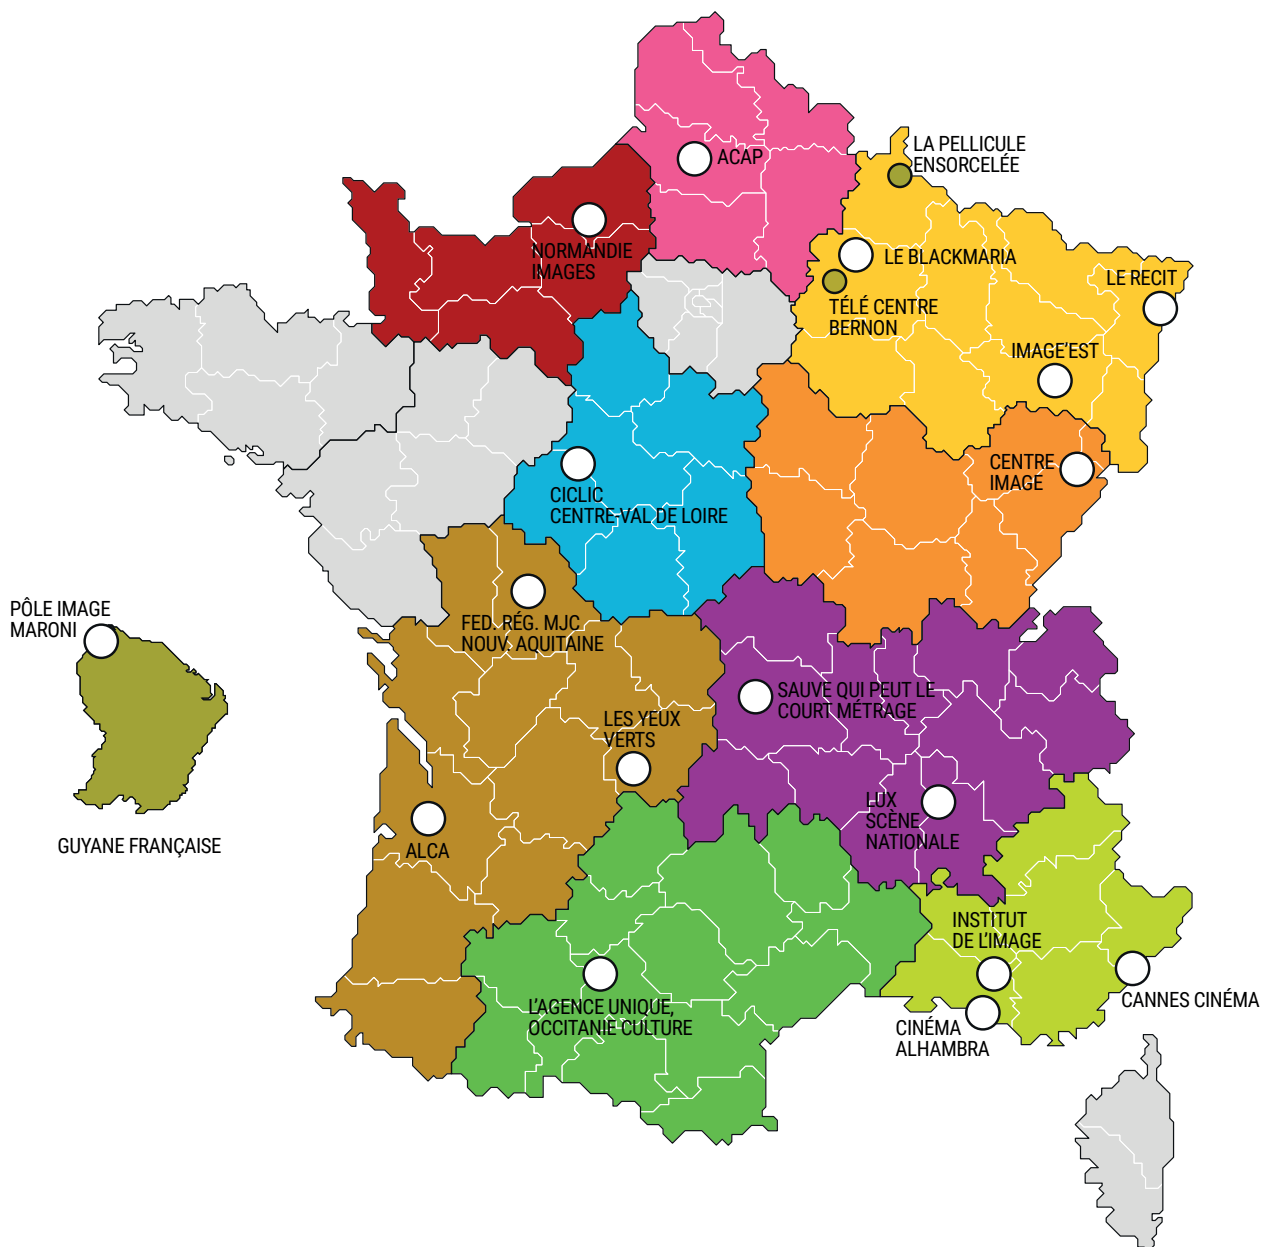 LA PELLICULE
ENSORCELÉE
ACAP
NORMANDIE
IMAGES
LE BLACKMARIA
LE RECIT
TÉLÉ CENTRE
BERNON
IMAGE'EST
CENTRE
IMAGE
CICLIC
CENTRE-VAL DE LOIRE
PÔLE IMAGE
MARONI
FED. RÉG. MJC
NOUV. AQUITAINE
SAUVE QUI PEUT LE
COURT MÉTRAGE
LES YEUX
VERTS
LUX
SCÈNE
NATIONALE
GUYANE FRANÇAISE
ALCA
INSTITUT
DE L'IMAGE
L'AGENCE UNIQUE,
OCCITANIE CULTURE
CANNES CINÉMA
CINÉMA
ALHAMBRA